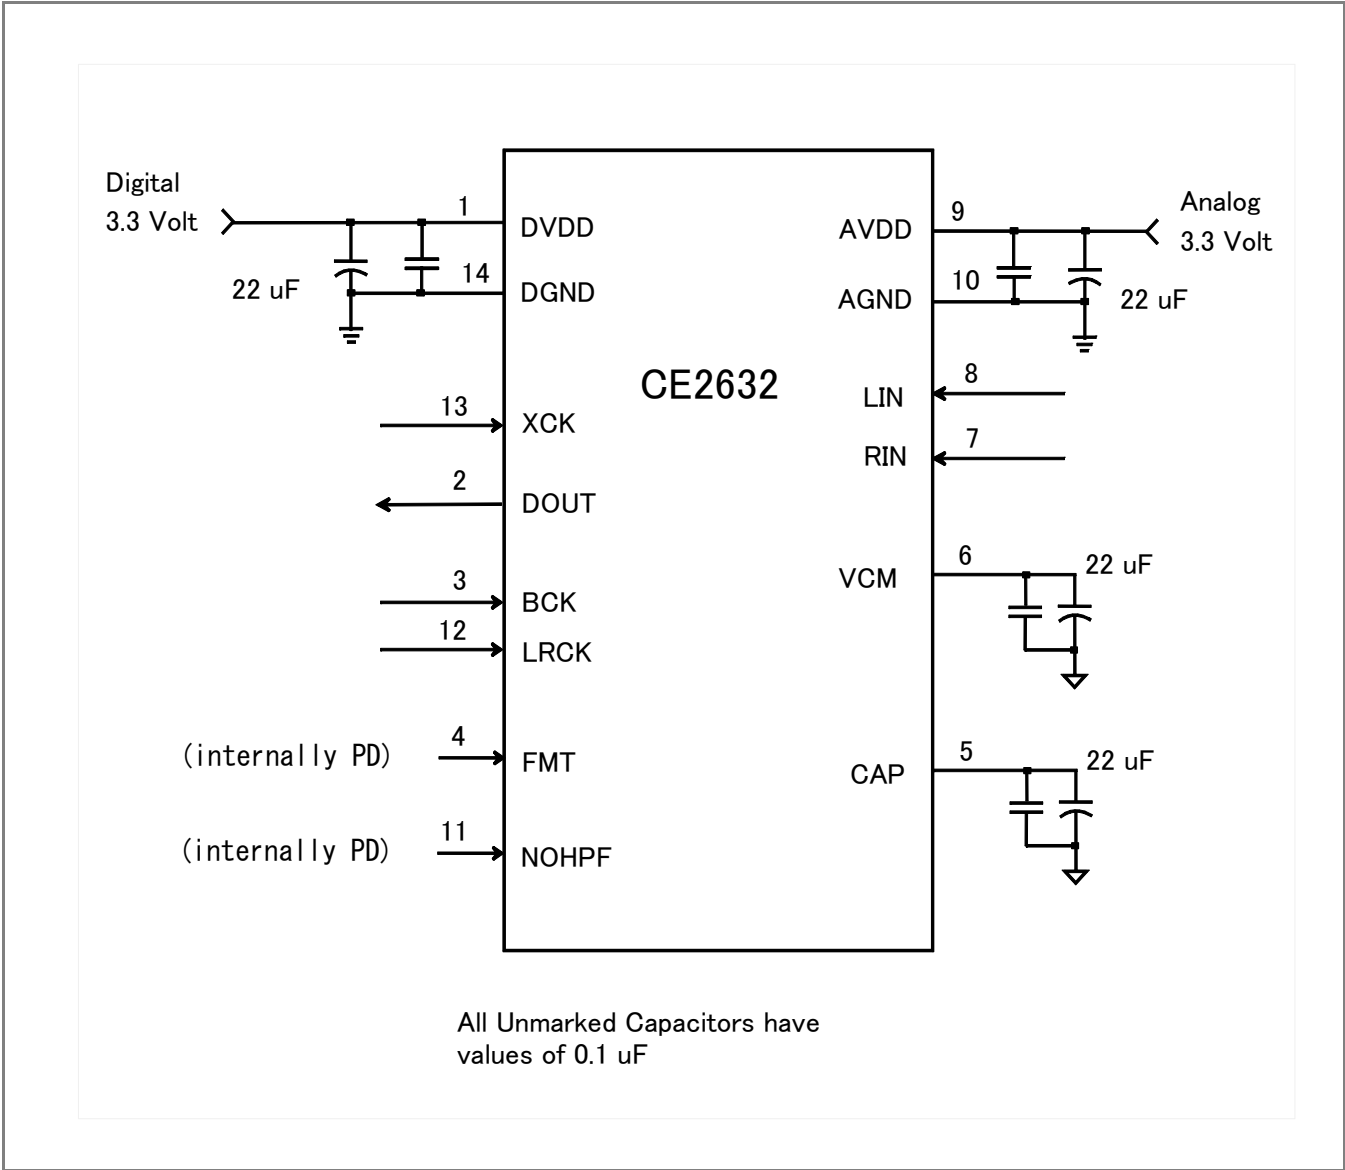 Digital
3.3 Volt
22 uF
1
DVDD
14
DGND
13
XCK
2
DOUT
3
BCK
12
LRCK
(internally PD)
4
FMT
(internally PD)
11
NOHPF
CE2632
AVDD
9
Analog
3.3 Volt
AGND
10
22 uF
LIN
8
RIN
7
VCM
6
22 uF
CAP
5
22 uF
All Unmarked Capacitors have
values of 0.1 uF